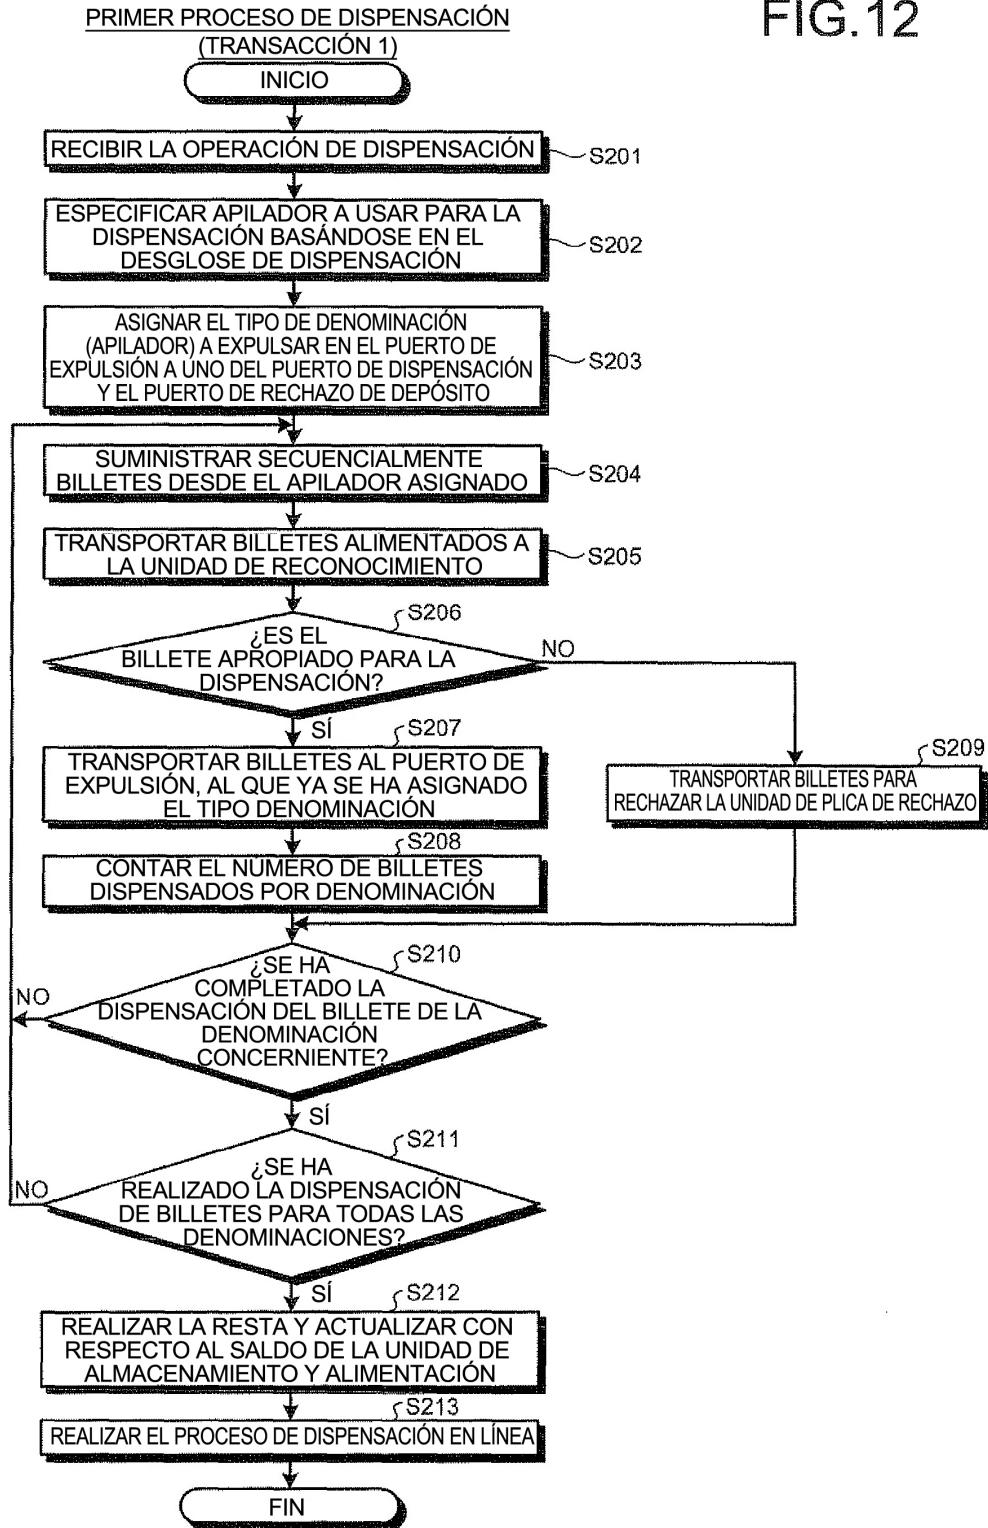 PRIMER PROCESO DE DISPENSACIÓN
(TRANSACCIÓN 1)
FIG.12
INICIO
RECIBIR LA OPERACIÓN DE DISPENSACIÓN
S201
ESPECIFICAR APILADOR A USAR PARA LA
DISPENSACIÓN BASÁNDOSE EN EL
DESGLOSE DE DISPENSACIÓN
S202
ASIGNAR EL TIPO DE DENOMINACIÓN
(APILADOR) A EXPULSAR EN EL PUERTO DE
EXPULSIÓN A UNO DEL PUERTO DE DISPENSACIÓN
Y EL PUERTO DE RECHAZO DE DEPÓSITO
S203
SUMINISTRAR SECUENCIALMENTE
BILLETES DESDE EL APILADOR ASIGNADO
S204
TRANSPORTAR BILLETES ALIMENTADOS A
LA UNIDAD DE RECONOCIMIENTO
S205
S206
¿ES EL
BILLETE APROPIADO PARA LA
DISPENSACIÓN?
NO
SÍ
S207
TRANSPORTAR BILLETES AL PUERTO DE
EXPULSIÓN, AL QUE YA SE HA ASIGNADO
EL TIPO DENOMINACIÓN
S209
TRANSPORTAR BILLETES PARA
RECHAZAR LA UNIDAD DE PLICA DE RECHAZO
S208
CONTAR EL NÚMERO DE BILLETES
DISPENSADOS POR DENOMINACIÓN
S210
¿SE HA
COMPLETADO LA
DISPENSACIÓN DEL BILLETE DE LA
DENOMINACIÓN
CONCERNIENTE?
NO
SÍ
S211
¿SE HA
REALIZADO LA DISPENSACIÓN
DE BILLETES PARA TODAS LAS
DENOMINACIONES?
NO
SÍ
S212
REALIZAR LA RESTA Y ACTUALIZAR CON
RESPECTO AL SALDO DE LA UNIDAD DE
ALMACENAMIENTO Y ALIMENTACIÓN
S213
REALIZAR EL PROCESO DE DISPENSACIÓN EN LÍNEA
FIN